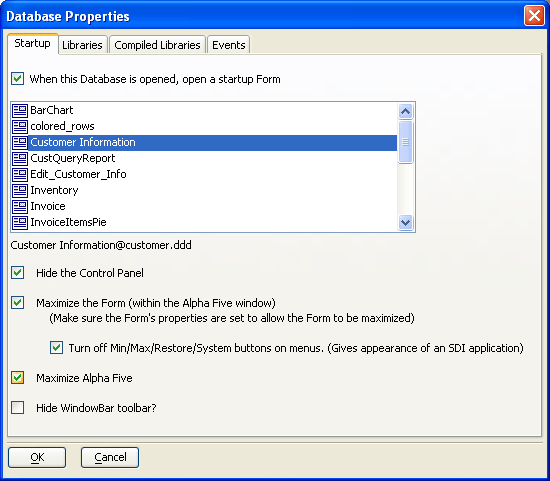 Database Properties
Startup Libraries Compiled Libraries Events
When this Database is opened, open a startup Form
BarChart
colored_rows
Customer Information
CustQueryReport
Edit_Customer_Info
Inventory
Invoice
InvoiceItemsPie
Customer Information@customer.ddd
Hide the Control Panel
Maximize the Form (within the Alpha Five window)
(Make sure the Form's properties are set to allow the Form to be maximized)
Turn off Min/Max/Restore/System buttons on menus. (Gives appearance of an SDI application)
Maximize Alpha Five
Hide WindowBar toolbar?
OK Cancel